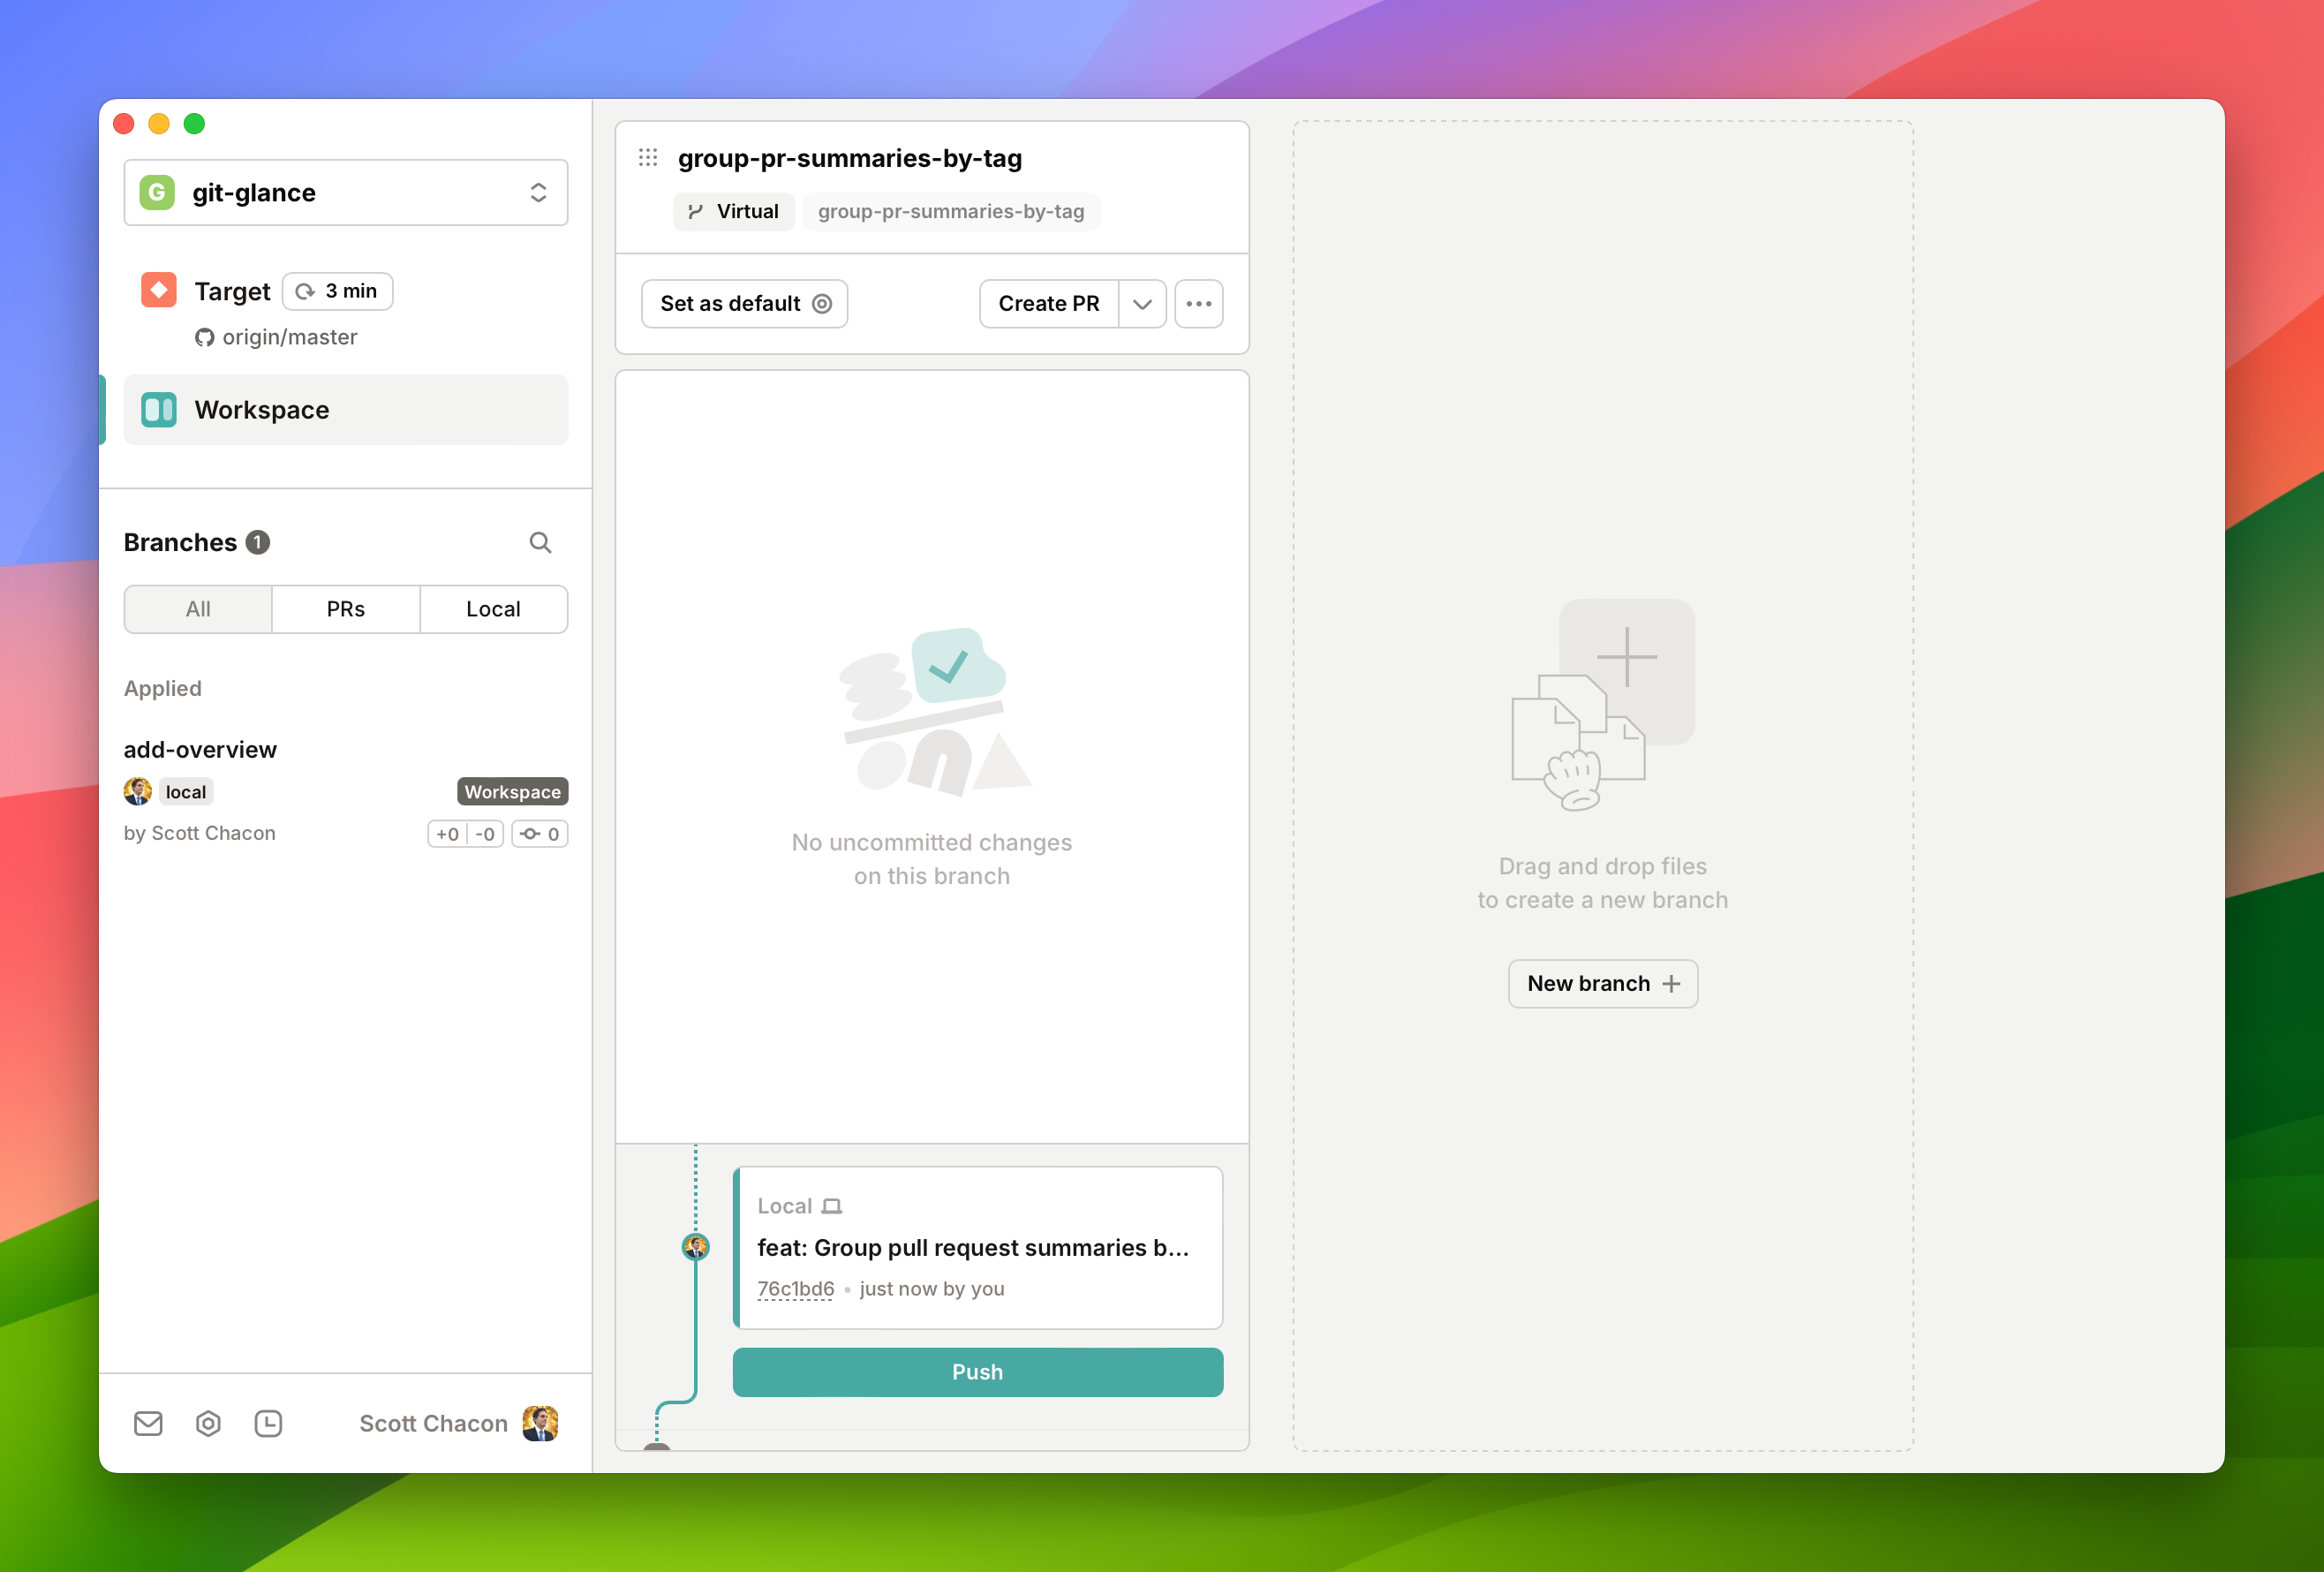 G git-glance
Target 3 min
origin/master
Workspace
Branches 1
All PRs Local
Applied
add-overview
local Workspace
by Scott Chacon +0 -0 0
Scott Chacon
group-pr-summaries-by-tag
Virtual group-pr-summaries-by-tag
Set as default Create PR
No uncommitted changes
on this branch
Local
feat: Group pull request summaries b...
76c1bd6 • just now by you
Push
Drag and drop files
to create a new branch
New branch